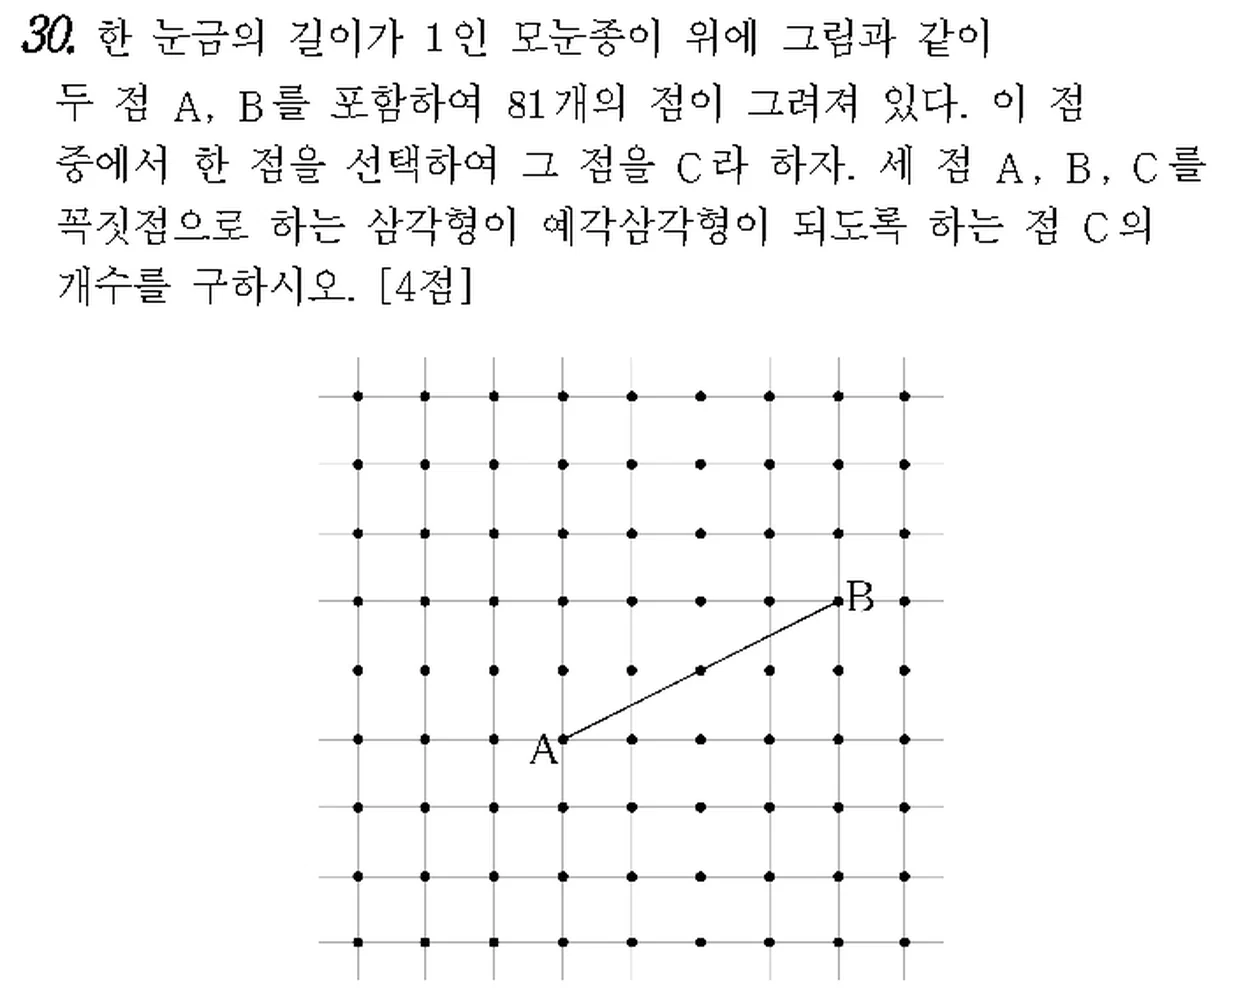 30. 한 눈금의 길이가 1인 모눈종이 위에 그림과 같이
두 점 A, B를 포함하여 81개의 점이 그려져 있다. 이 점
중에서 한 점을 선택하여 그 점을 C라 하자. 세 점 A, B, C를
꼭짓점으로 하는 삼각형이 예각삼각형이 되도록 하는 점 C의
개수를 구하시오. [4점]
B
A